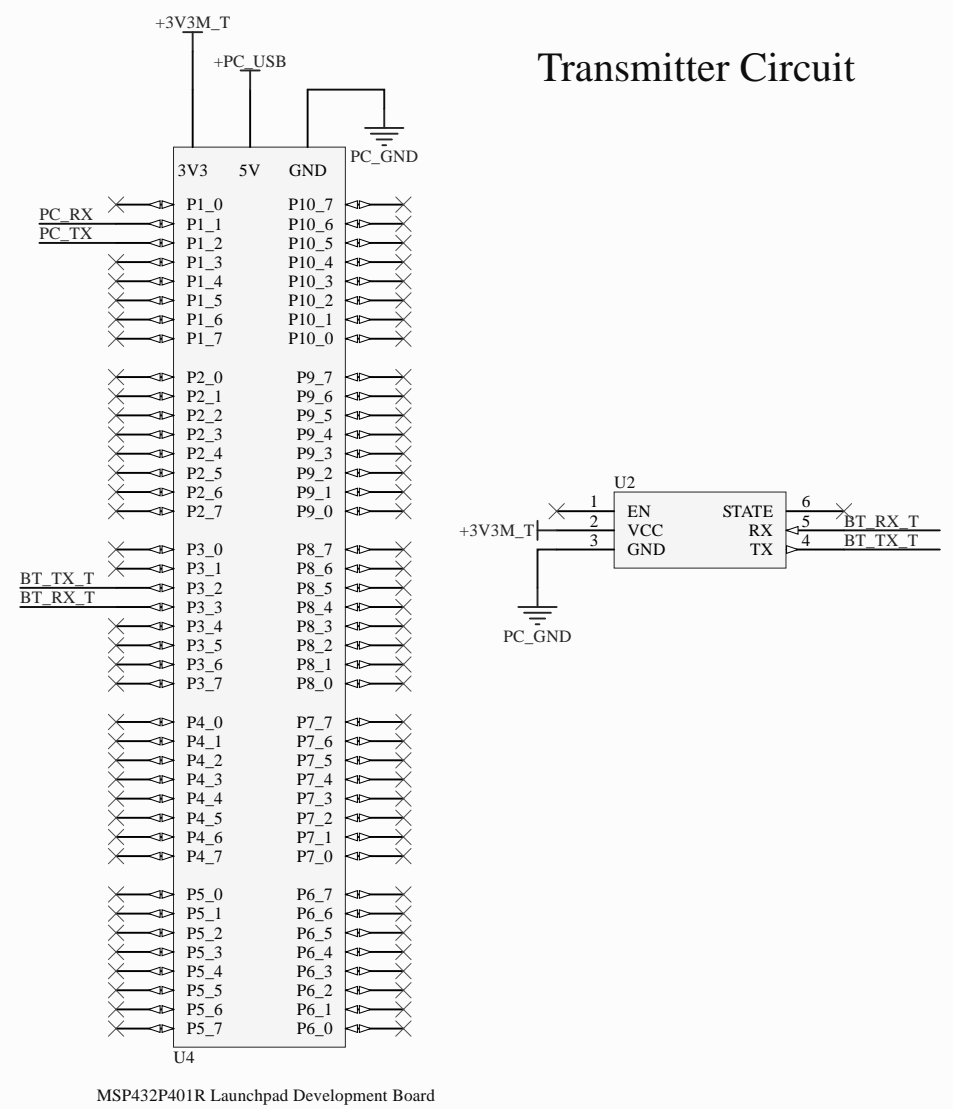 +3V3M_T
+PC_USB
Transmitter Circuit
PC_GND
3V3 5V GND
P1_0 P10_7
PC_RX P1_1 P10_6
PC_TX P1_2 P10_5
P1_3 P10_4
P1_4 P10_3
P1_5 P10_2
P1_6 P10_1
P1_7 P10_0
P2_0 P9_7
P2_1 P9_6
P2_2 P9_5
P2_3 P9_4
P2_4 P9_3
P2_5 P9_2
P2_6 P9_1
P2_7 P9_0
P3_0 P8_7
P3_1 P8_6
BT_TX_T P3_2 P8_5
BT_RX_T P3_3 P8_4
P3_4 P8_3
P3_5 P8_2
P3_6 P8_1
P3_7 P8_0
P4_0 P7_7
P4_1 P7_6
P4_2 P7_5
P4_3 P7_4
P4_4 P7_3
P4_5 P7_2
P4_6 P7_1
P4_7 P7_0
P5_0 P6_7
P5_1 P6_6
P5_2 P6_5
P5_3 P6_4
P5_4 P6_3
P5_5 P6_2
P5_6 P6_1
P5_7 P6_0
U4
MSP432P401R Launchpad Development Board
U2
1 EN STATE 6
+3V3M_T 2 VCC RX 5 BT_RX_T
3 GND TX 4 BT_TX_T
PC_GND